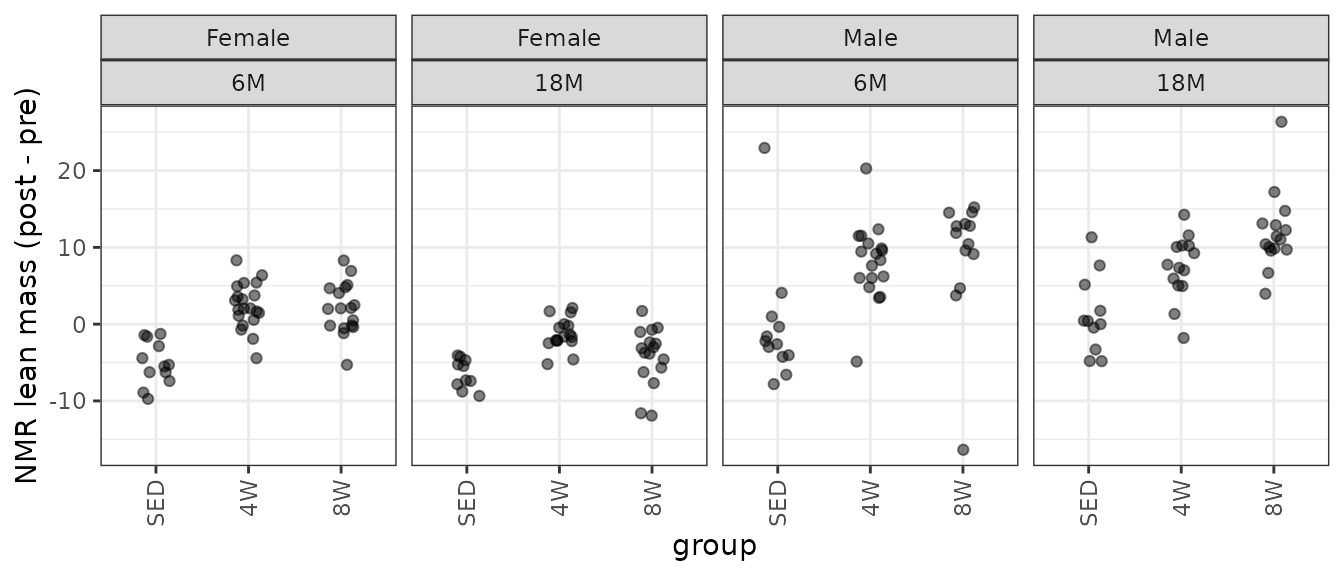 Female Female Male Male
6M 18M 6M 18M
NMR lean mass (post - pre)
20
10
0
-10
SED 4W 8W SED 4W 8W SED 4W 8W SED 4W 8W
group